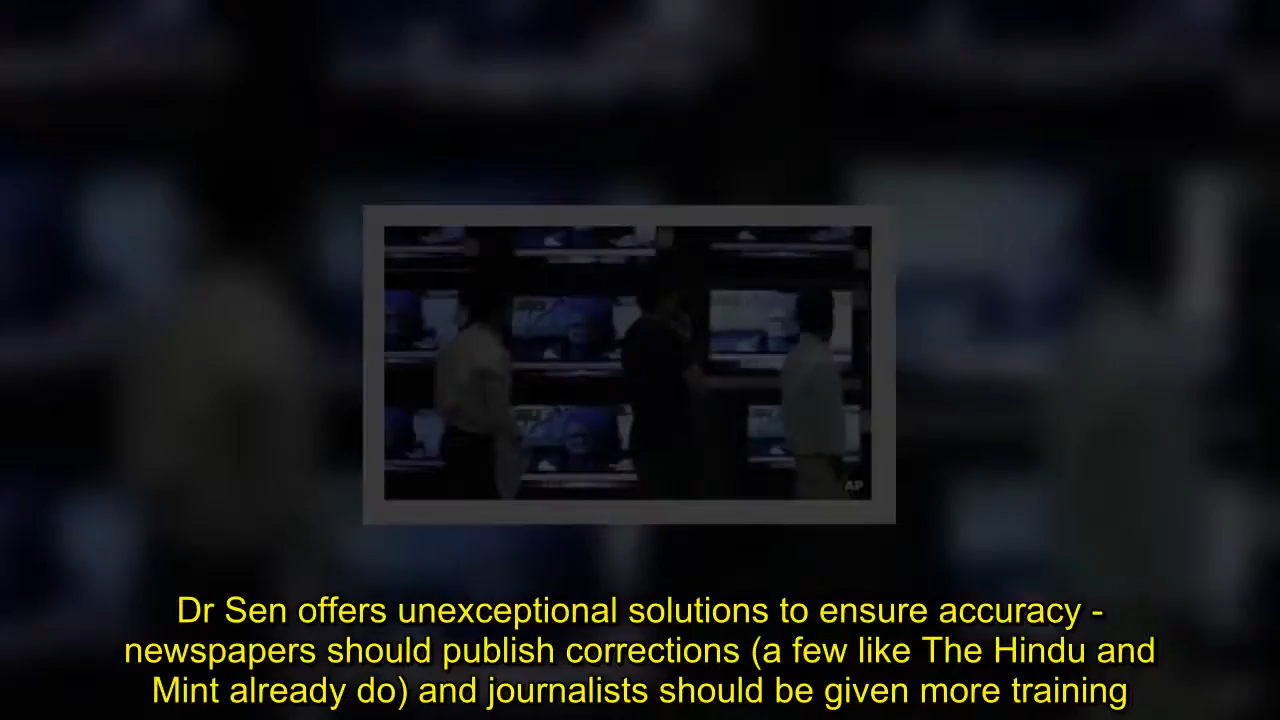 AP
Dr Sen offers unexceptional solutions to ensure accuracy -
newspapers should publish corrections (a few like The Hindu and
Mint already do) and journalists should be given more training